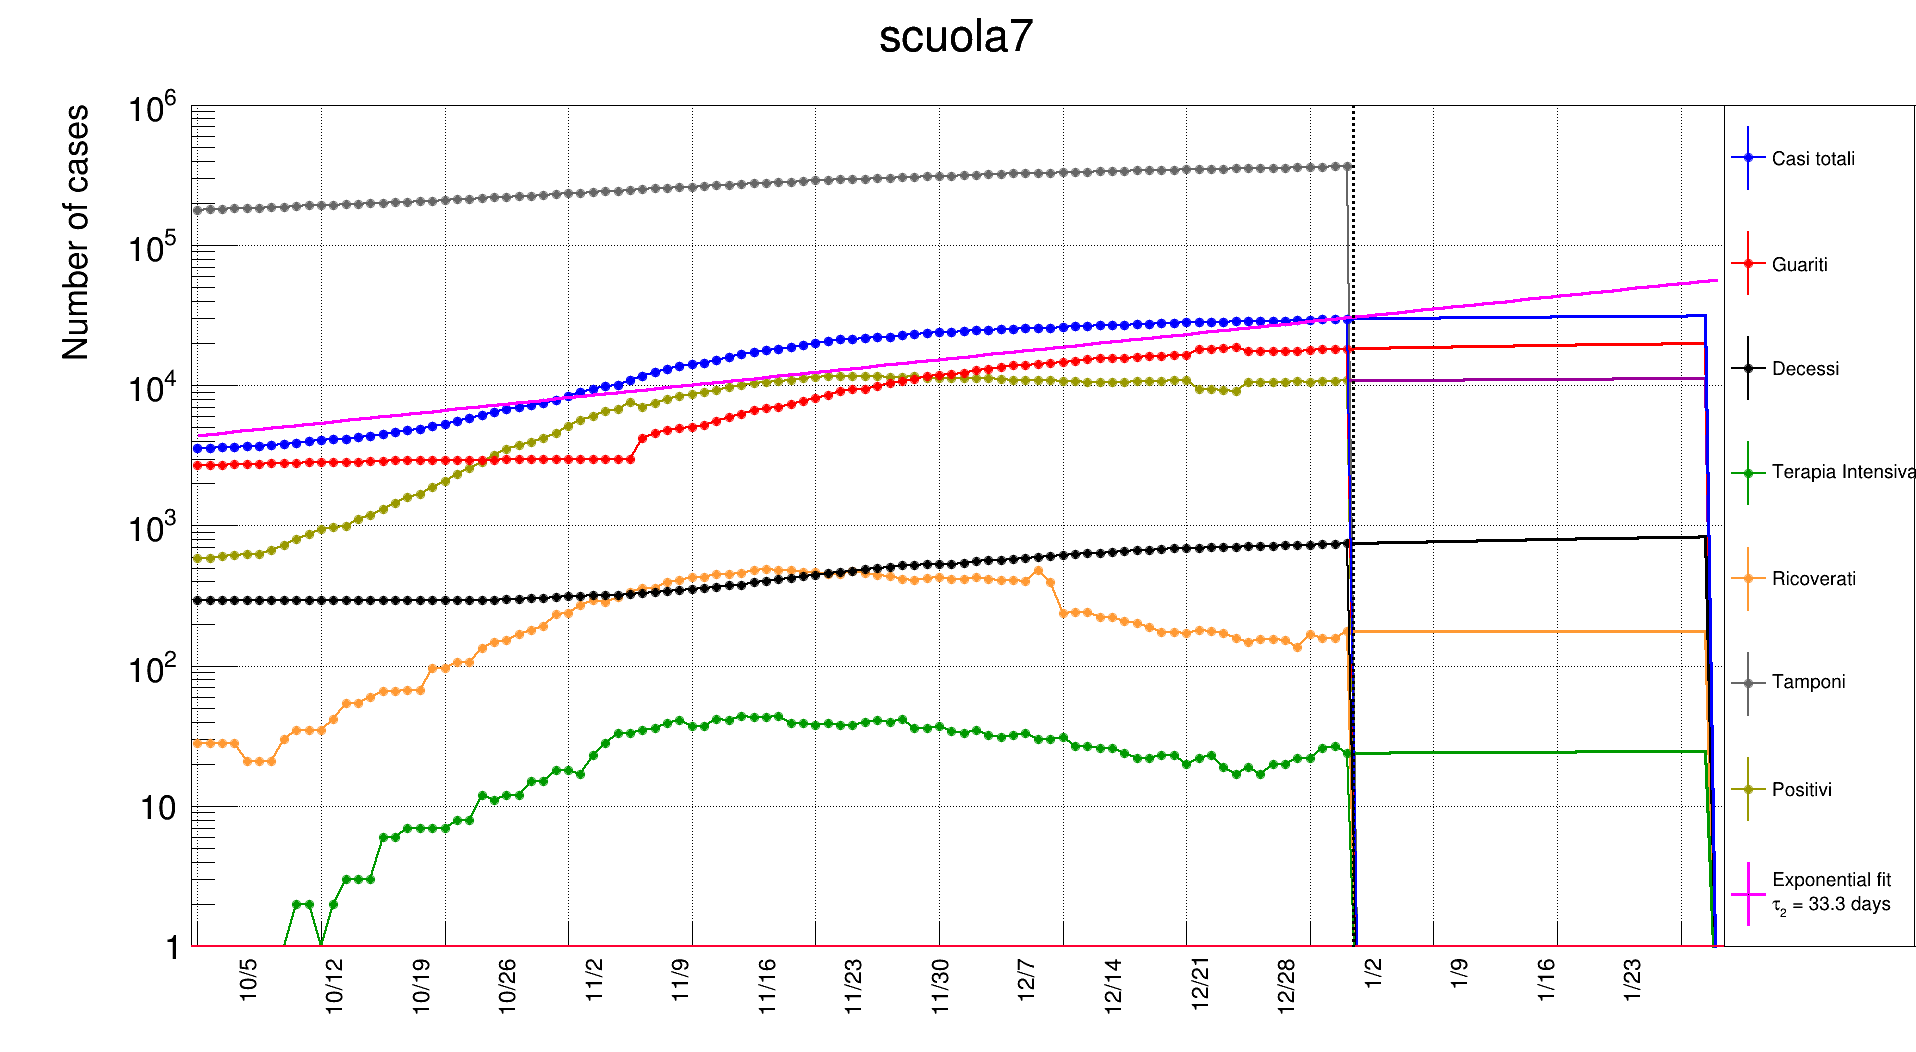 scuola7
Number of cases
10^6
10^5
10^4
10^3
10^2
10
1
10/5
10/12
10/19
10/26
11/2
11/9
11/16
11/23
11/30
12/7
12/14
12/21
12/28
1/2
1/9
1/16
1/23
Casi totali
Guariti
Decessi
Terapia Intensiva
Ricoverati
Tamponi
Positivi
Exponential fit
τ₂ = 33.3 days